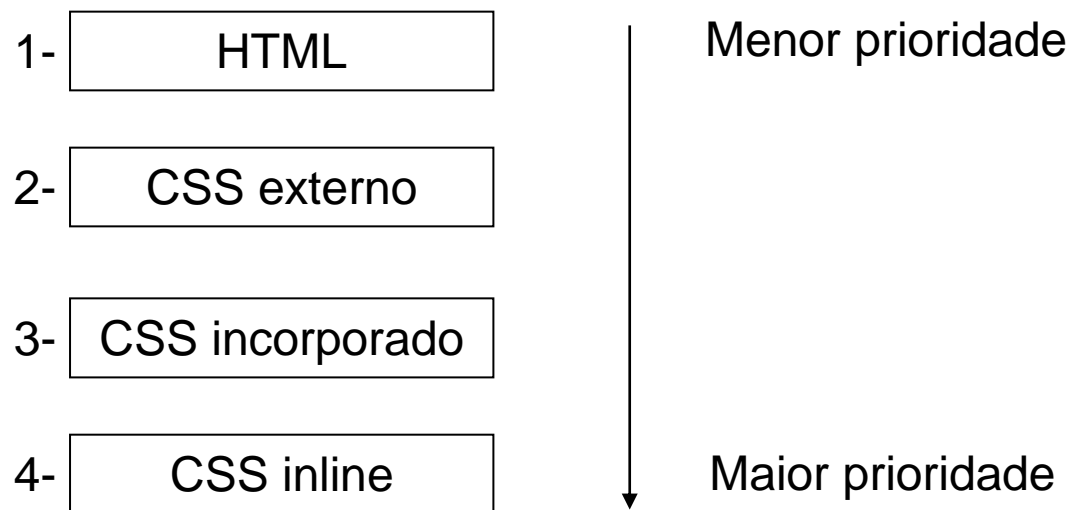 1- HTML Menor prioridade
2- CSS externo
3- CSS incorporado
4- CSS inline Maior prioridade